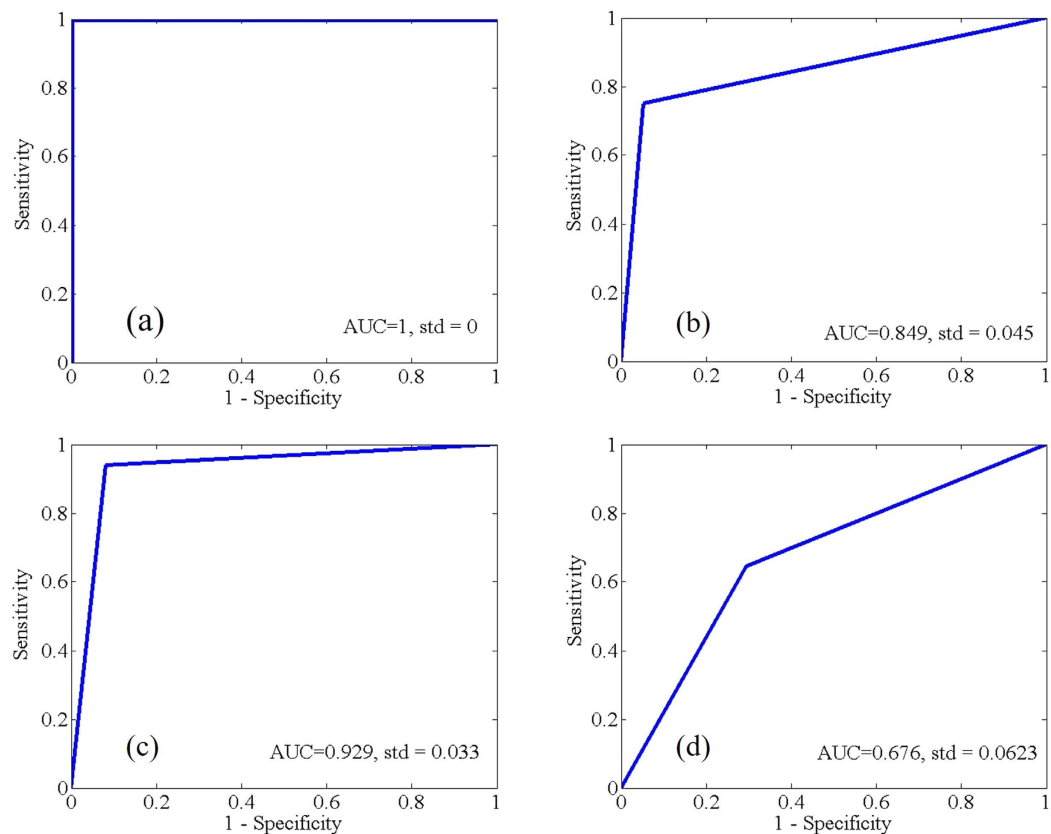 (a)
1
0.8
0.6
0.4
0.2
0
Sensitivity
(a)
AUC=1, std = 0
0 0.2 0.4 0.6 0.8 1
1 - Specificity
(b)
1
0.8
0.6
0.4
0.2
0
Sensitivity
(b)
AUC=0.849, std = 0.045
0 0.2 0.4 0.6 0.8 1
1 - Specificity
(c)
1
0.8
0.6
0.4
0.2
0
Sensitivity
(c)
AUC=0.929, std = 0.033
0 0.2 0.4 0.6 0.8 1
1 - Specificity
(d)
1
0.8
0.6
0.4
0.2
0
Sensitivity
(d)
AUC=0.676, std = 0.0623
0 0.2 0.4 0.6 0.8 1
1 - Specificity